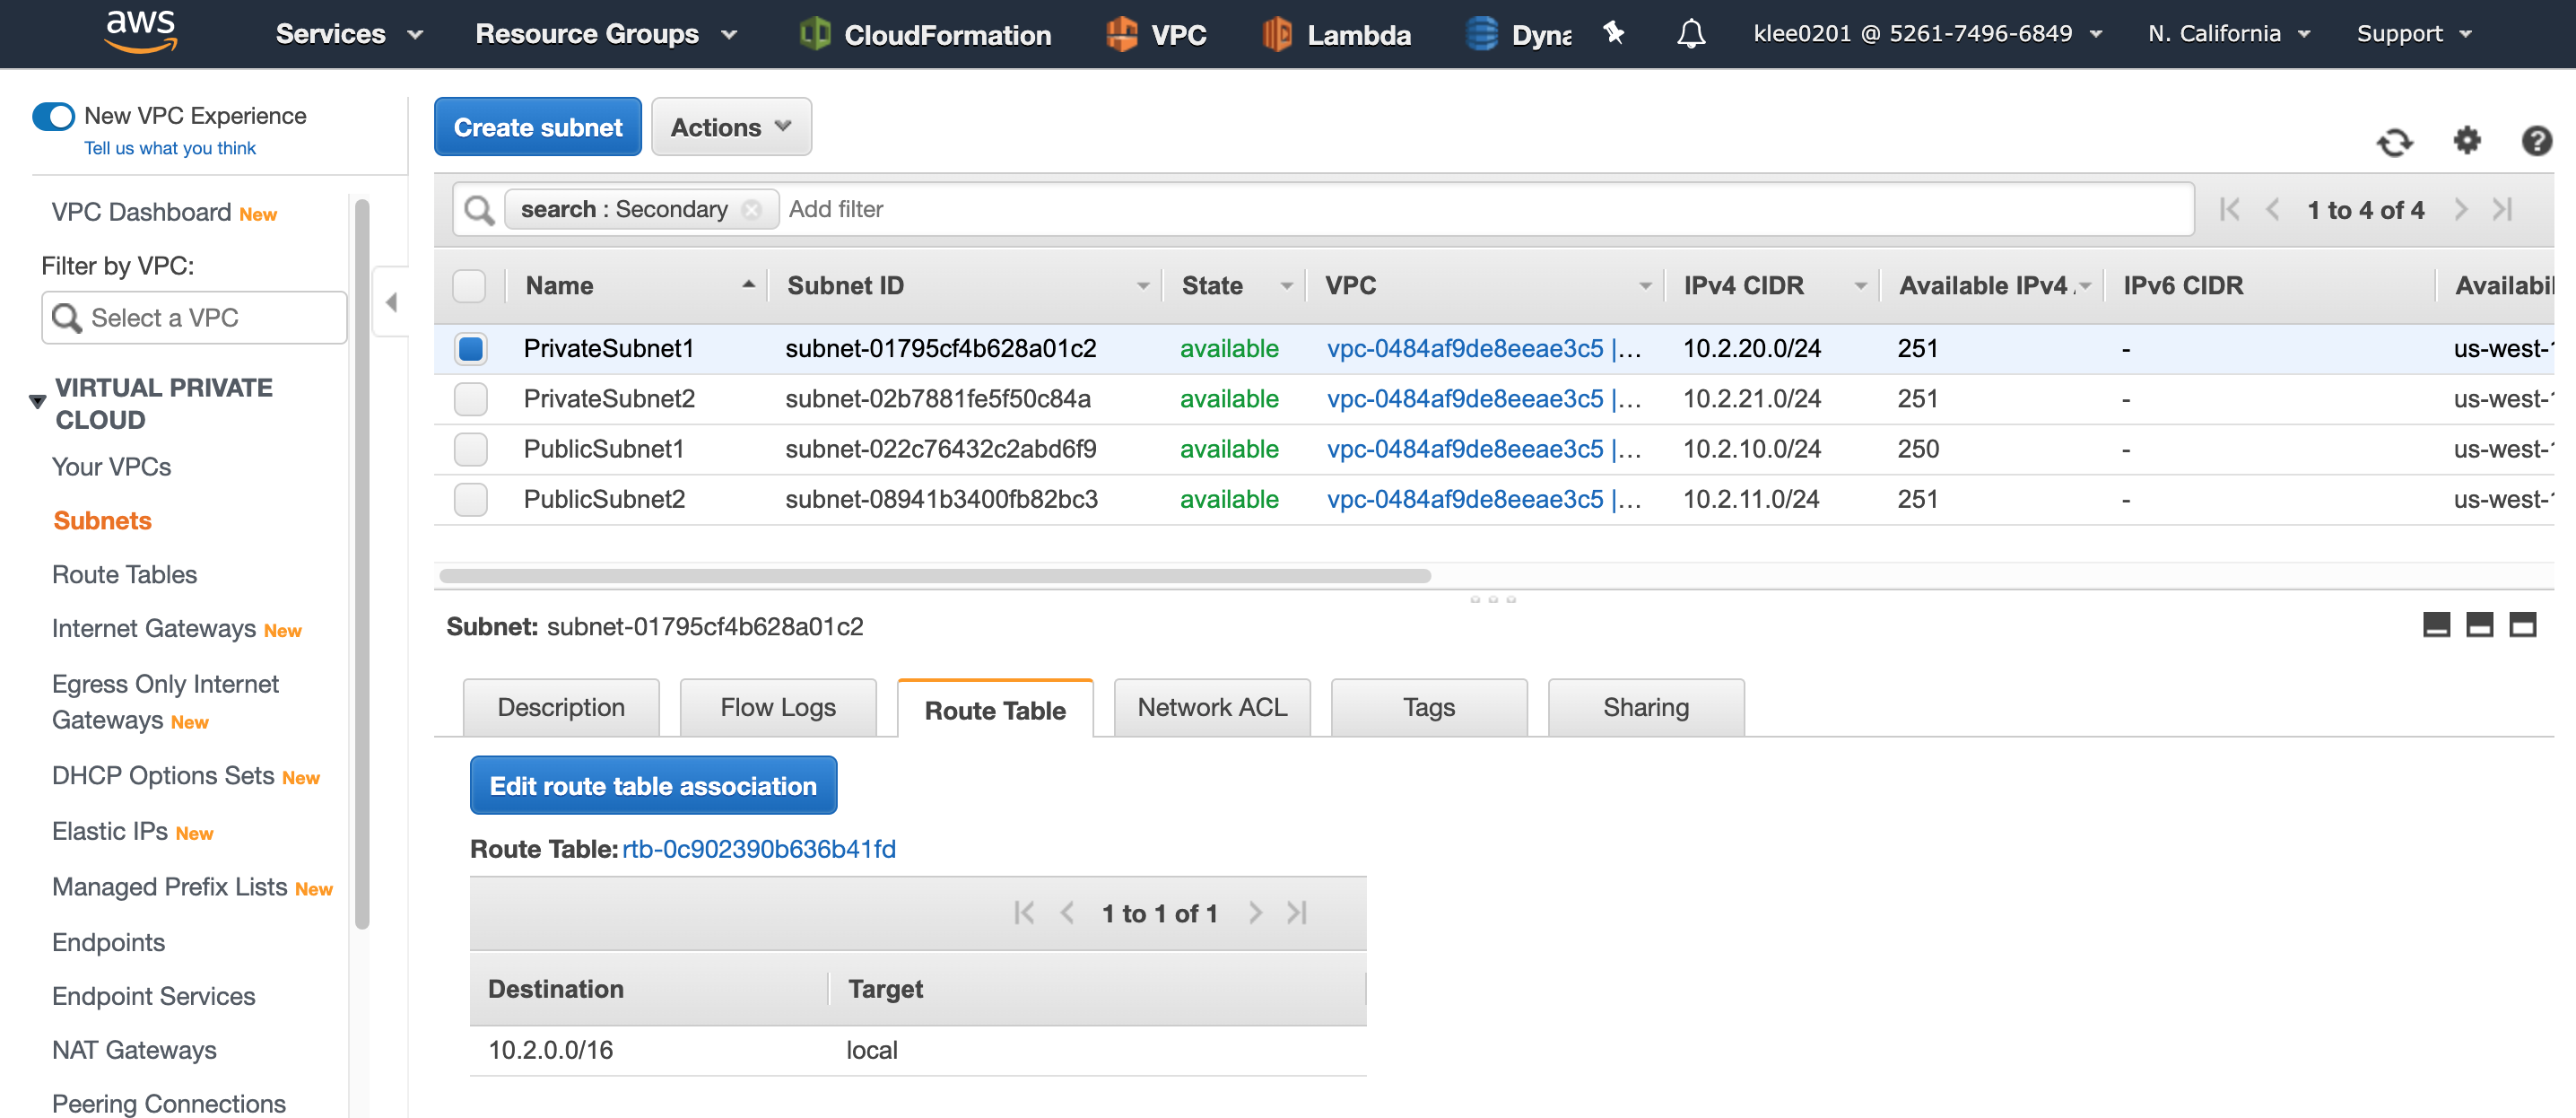 aws Services Resource Groups CloudFormation VPC Lambda Dyna klee0201 @ 5261-7496-6849 N. California Support
New VPC Experience
Tell us what you think
VPC Dashboard New
Filter by VPC:
Select a VPC
VIRTUAL PRIVATE
CLOUD
Your VPCs
Subnets
Route Tables
Internet Gateways New
Egress Only Internet
Gateways New
DHCP Options Sets New
Elastic IPs New
Managed Prefix Lists New
Endpoints
Endpoint Services
NAT Gateways
Peering Connections
Create subnet Actions
search : Secondary Add filter 1 to 4 of 4
Name Subnet ID State VPC IPv4 CIDR Available IPv4 IPv6 CIDR Availabil
PrivateSubnet1 subnet-01795cf4b628a01c2 available vpc-0484af9de8eeae3c5 |... 10.2.20.0/24 251 - us-west-1
PrivateSubnet2 subnet-02b7881fe5f50c84a available vpc-0484af9de8eeae3c5 |... 10.2.21.0/24 251 - us-west-1
PublicSubnet1 subnet-022c76432c2abd6f9 available vpc-0484af9de8eeae3c5 |... 10.2.10.0/24 250 - us-west-1
PublicSubnet2 subnet-08941b3400fb82bc3 available vpc-0484af9de8eeae3c5 |... 10.2.11.0/24 251 - us-west-1
Subnet: subnet-01795cf4b628a01c2
Description Flow Logs Route Table Network ACL Tags Sharing
Edit route table association
Route Table: rtb-0c902390b636b41fd
1 to 1 of 1
Destination Target
10.2.0.0/16 local